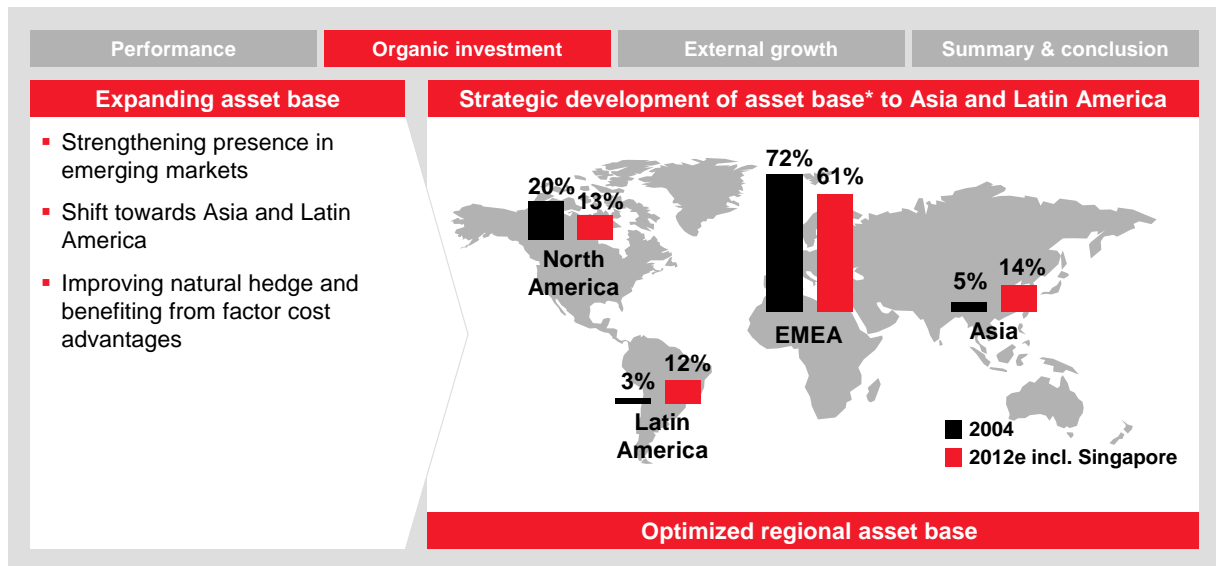 Performance
Organic investment
External growth
Summary & conclusion
Expanding asset base
▪ Strengthening presence in
emerging markets
▪ Shift towards Asia and Latin
America
▪ Improving natural hedge and
benefiting from factor cost
advantages
Strategic development of asset base* to Asia and Latin America
20%
13%
North
America
72%
61%
EMEA
5%
14%
Asia
3%
12%
Latin
America
2004
2012e incl. Singapore
Optimized regional asset base